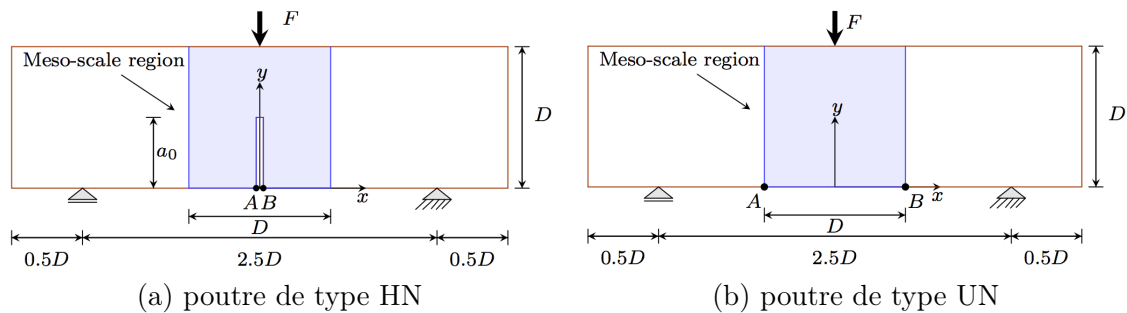 F
Meso-scale region
y
D
a₀
A B
x
D
0.5D
2.5D
0.5D
(a) poutre de type HN
F
Meso-scale region
y
D
A
B
x
D
0.5D
2.5D
0.5D
(b) poutre de type UN